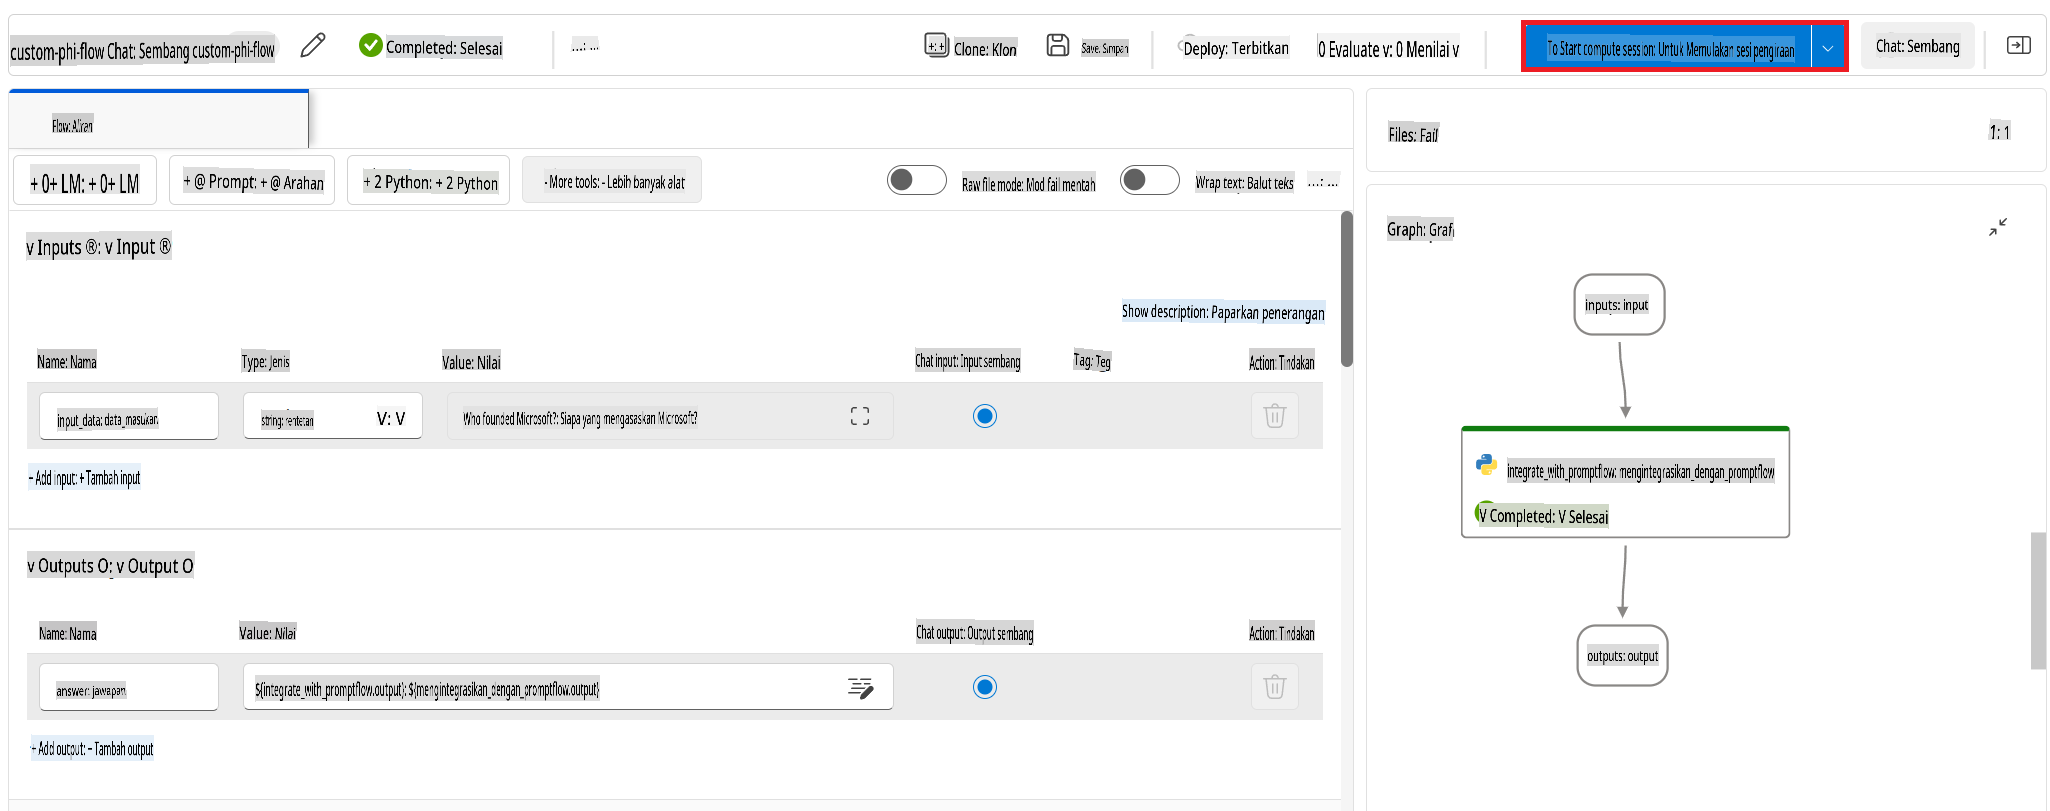 custom-phi-flow Chat: Sembang custom-phi-flow
Completed: Selesai
...: ...
Clone: Klon
Save: Simpan
Deploy: Terbitkan
0 Evaluate v: 0 Menilai v
To Start compute session: Untuk Memulakan sesi pengiraan
Chat: Sembang
Flow: Aliran
+ 0+ LM: + 0+ LM
+ @ Prompt: + @ Arahan
+ 2 Python: + 2 Python
- More tools: - Lebih banyak alat
Raw file mode: Mod fail mentah
Wrap text: Balut teks
...: ...
v Inputs ®: v Input ®
Show description: Paparkan penerangan
Name: Nama
Type: Jenis
Value: Nilai
Chat input: Input sembang
Tag: Teg
Action: Tindakan
input_data: data_masukan
string: rentetan
V: V
Who founded Microsoft?: Siapa yang mengasaskan Microsoft?
+ Add input: + Tambah input
v Outputs O: v Output O
Name: Nama
Value: Nilai
Chat output: Output sembang
Action: Tindakan
answer: jawapan
${integrate_with_promptflow.output}: ${mengintegrasikan_dengan_promptflow.output}
+ Add output: + Tambah output
Files: Fail
1: 1
Graph: Graf
inputs: input
integrate_with_promptflow: mengintegrasikan_dengan_promptflow
V Completed: V Selesai
outputs: output